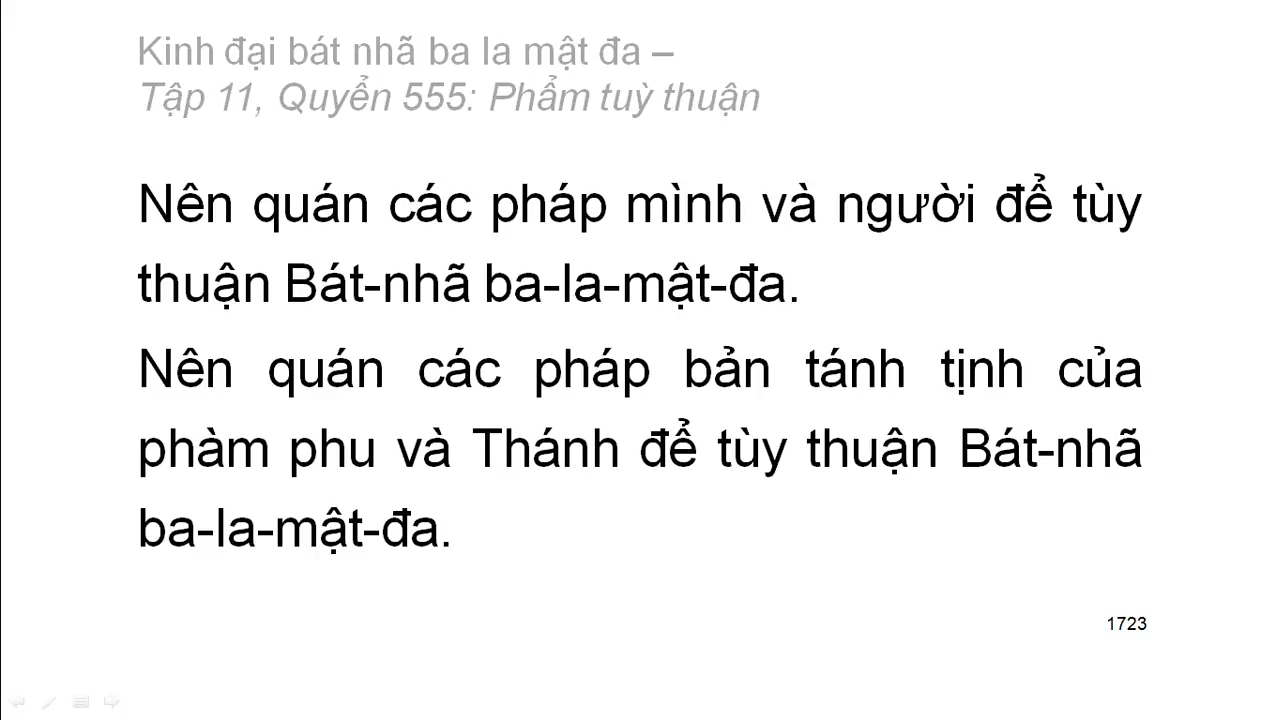 Kinh đại bát nhã ba la mật đa –
Tập 11, Quyển 555: Phẩm tuỳ thuận
Nên quán các pháp mình và người để tùy
thuận Bát-nhã ba-la-mật-đa.
Nên quán các pháp bản tánh tịnh của
phàm phu và Thánh để tùy thuận Bát-nhã
ba-la-mật-đa.
1723